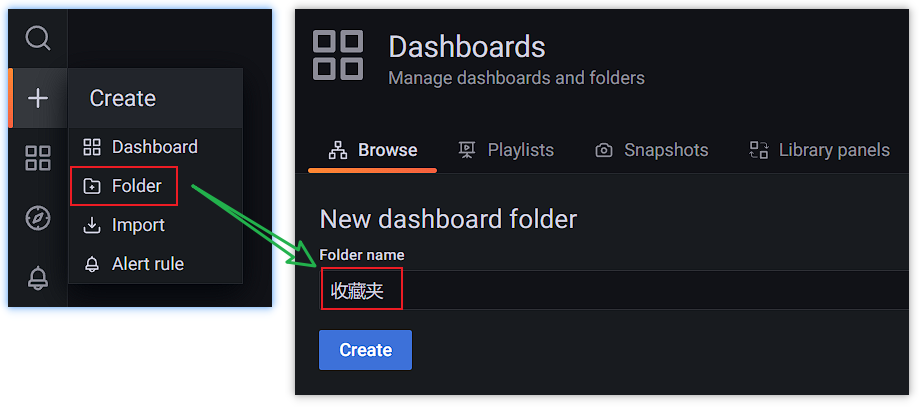 Create
Dashboard
Folder
Import
Alert rule
Dashboards
Manage dashboards and folders
Browse
Playlists
Snapshots
Library panels
New dashboard folder
Folder name
收藏夹
Create